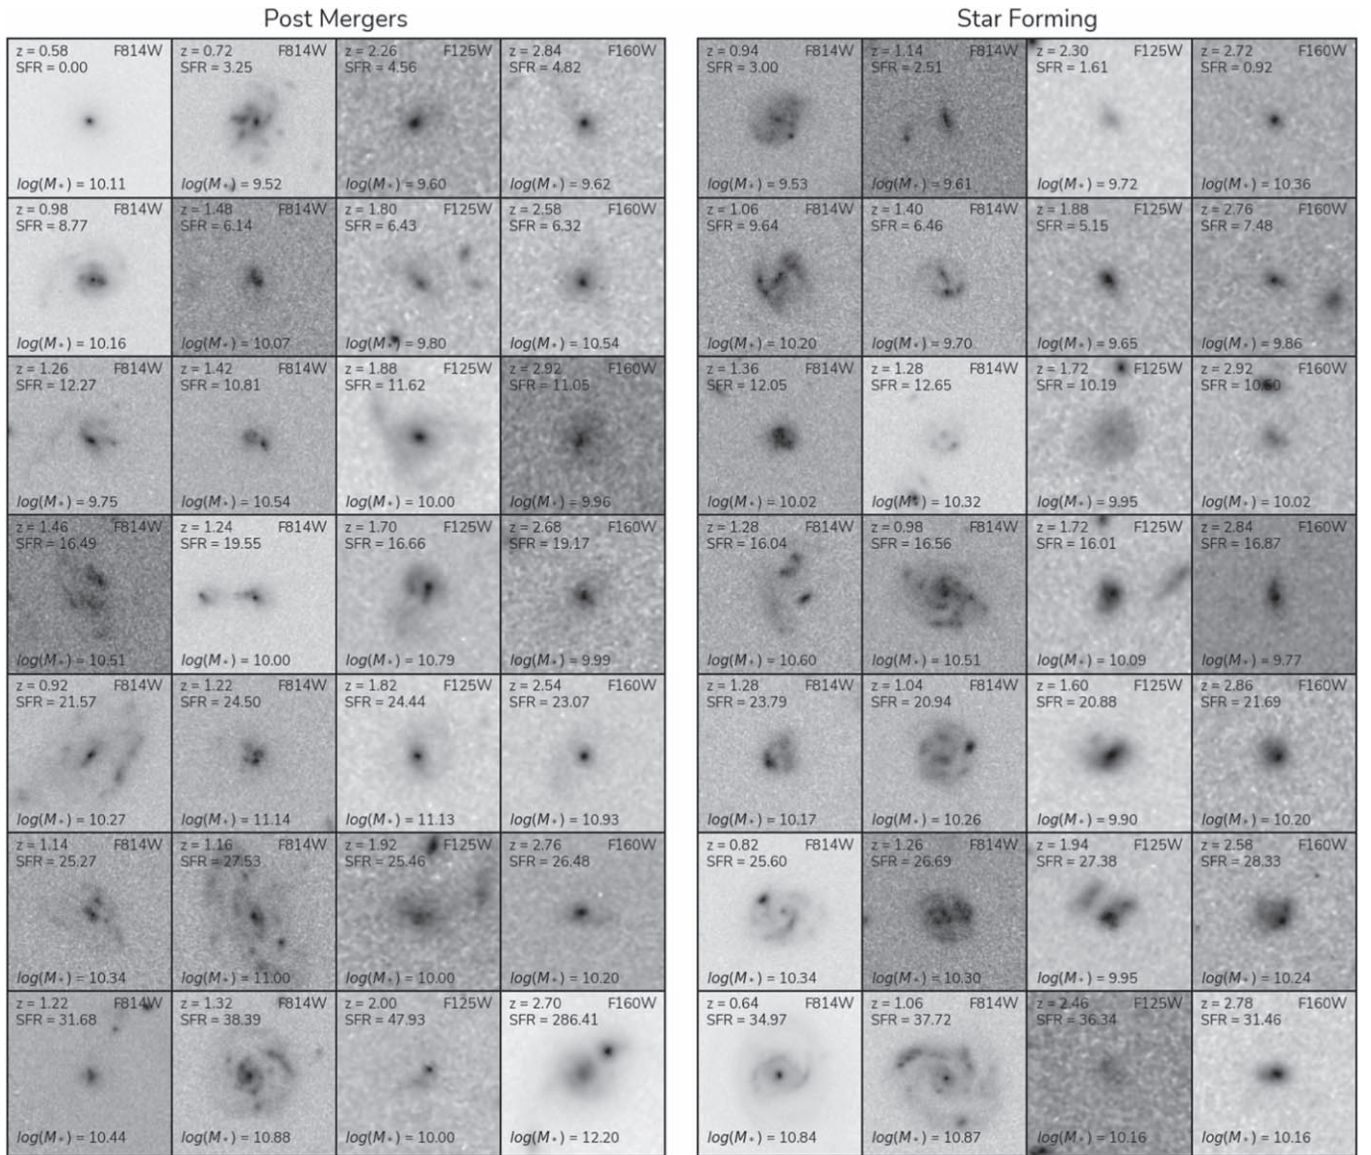 Post Mergers
Star Forming
z = 0.58 F814W
SFR = 0.00
log(M*) = 10.11
z = 0.72 F814W
SFR = 3.25
log(M*) = 9.52
z = 2.26 F125W
SFR = 4.56
log(M*) = 9.60
z = 2.84 F160W
SFR = 4.82
log(M*) = 9.62
z = 0.94 F814W
SFR = 3.00
log(M*) = 9.53
z = 1.14 F814W
SFR = 2.51
log(M*) = 9.61
z = 2.30 F125W
SFR = 1.61
log(M*) = 9.72
z = 2.72 F160W
SFR = 0.92
log(M*) = 10.36
z = 0.98 F814W
SFR = 8.77
log(M*) = 10.16
z = 1.48 F814W
SFR = 6.14
log(M*) = 10.07
z = 1.80 F125W
SFR = 6.43
log(M*) = 9.80
z = 2.58 F160W
SFR = 6.32
log(M*) = 10.54
z = 1.06 F814W
SFR = 9.64
log(M*) = 10.20
z = 1.40 F814W
SFR = 6.46
log(M*) = 9.70
z = 1.88 F125W
SFR = 5.15
log(M*) = 9.65
z = 2.76 F160W
SFR = 7.48
log(M*) = 9.86
z = 1.26 F814W
SFR = 12.27
log(M*) = 9.75
z = 1.42 F814W
SFR = 10.81
log(M*) = 10.54
z = 1.88 F125W
SFR = 11.62
log(M*) = 10.00
z = 2.92 F160W
SFR = 11.05
log(M*) = 9.96
z = 1.36 F814W
SFR = 12.05
log(M*) = 10.02
z = 1.28 F814W
SFR = 12.65
log(M*) = 10.32
z = 1.72 F125W
SFR = 10.19
log(M*) = 9.95
z = 2.92 F160W
SFR =
log(M*) = 10.02
z = 1.46 F814W
SFR = 16.49
log(M*) = 10.51
z = 1.24 F814W
SFR = 19.55
log(M*) = 10.00
z = 1.70 F125W
SFR = 16.66
log(M*) = 10.79
z = 2.68 F160W
SFR = 19.17
log(M*) = 9.99
z = 1.28 F814W
SFR = 16.04
log(M*) = 10.60
z = 0.98 F814W
SFR = 16.56
log(M*) = 10.51
z = 1.72 F125W
SFR = 16.01
log(M*) = 10.09
z = 2.84 F160W
SFR = 16.87
log(M*) = 9.77
z = 0.92 F814W
SFR = 21.57
log(M*) = 10.27
z = 1.22 F814W
SFR = 24.50
log(M*) = 11.14
z = 1.82 F125W
SFR = 24.44
log(M*) = 11.13
z = 2.54 F160W
SFR = 23.07
log(M*) = 10.93
z = 1.28 F814W
SFR = 23.79
log(M*) = 10.17
z = 1.04 F814W
SFR = 20.94
log(M*) = 10.26
z = 1.60 F125W
SFR = 20.88
log(M*) = 9.90
z = 2.86 F160W
SFR = 21.69
log(M*) = 10.20
z = 1.14 F814W
SFR = 25.27
log(M*) = 10.34
z = 1.16 F814W
SFR = 27.53
log(M*) = 11.00
z = 1.92 F125W
SFR = 25.46
log(M*) = 10.00
z = 2.76 F160W
SFR = 26.48
log(M*) = 10.20
z = 0.82 F814W
SFR = 25.60
log(M*) = 10.34
z = 1.26 F814W
SFR = 26.69
log(M*) = 10.30
z = 1.94 F125W
SFR = 27.38
log(M*) = 9.95
z = 2.58 F160W
SFR = 28.33
log(M*) = 10.24
z = 1.22 F814W
SFR = 31.68
log(M*) = 10.44
z = 1.32 F814W
SFR = 38.39
log(M*) = 10.88
z = 2.00 F125W
SFR = 47.93
log(M*) = 10.00
z = 2.70 F160W
SFR = 286.41
log(M*) = 12.20
z = 0.64 F814W
SFR = 34.97
log(M*) = 10.84
z = 1.06 F814W
SFR = 37.72
log(M*) = 10.87
z = 2.46 F125W
SFR = 36.34
log(M*) = 10.16
z = 2.78 F160W
SFR = 31.46
log(M*) = 10.16